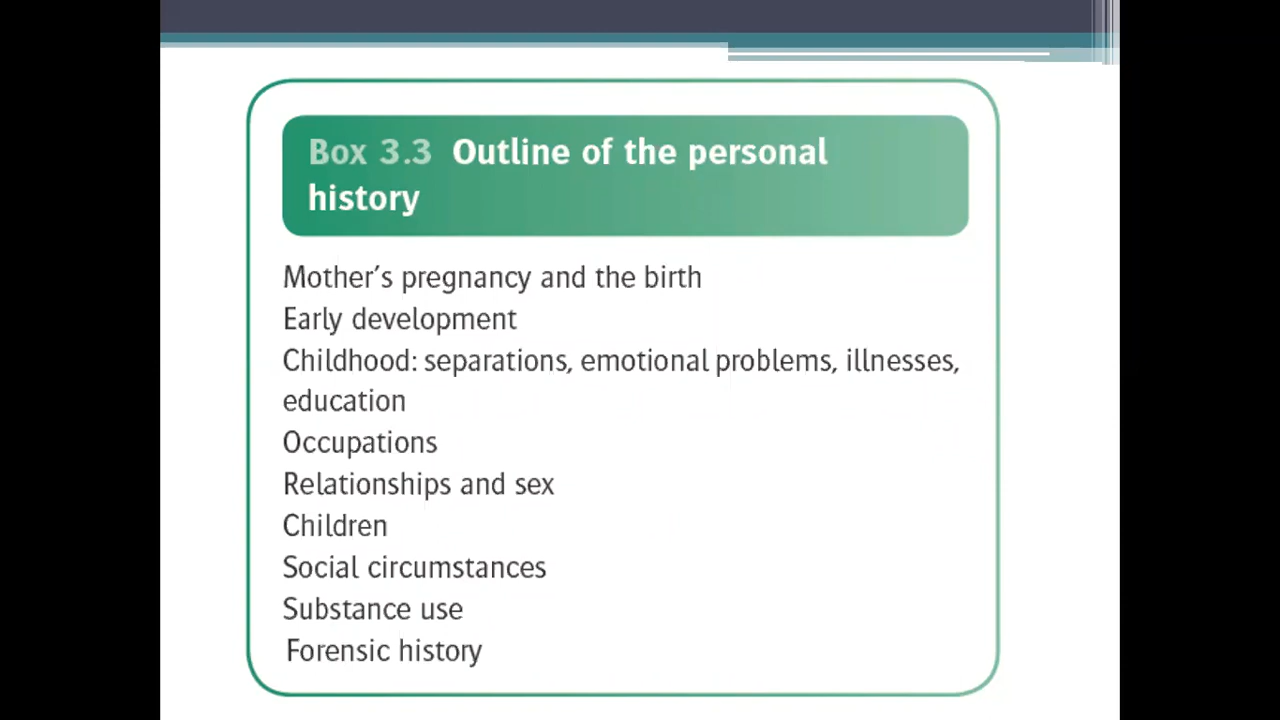 Box 3.3 Outline of the personal
history
Mother’s pregnancy and the birth
Early development
Childhood: separations, emotional problems, illnesses,
education
Occupations
Relationships and sex
Children
Social circumstances
Substance use
Forensic history